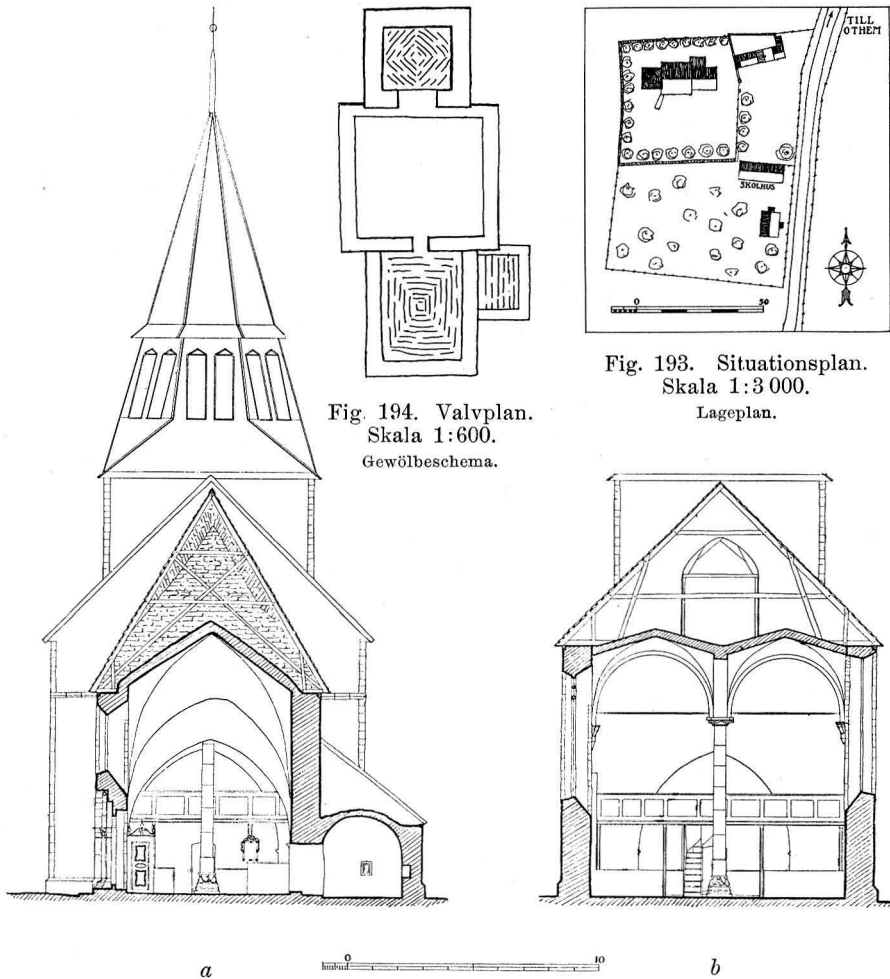 TILL
OTHEM
SKOLHUS
0 50
Fig. 193. Situationsplan.
Skala 1:3 000.
Lageplan.
Fig. 194. Valvplan.
Skala 1:600.
Gewölbeschema.
a
0 10
b